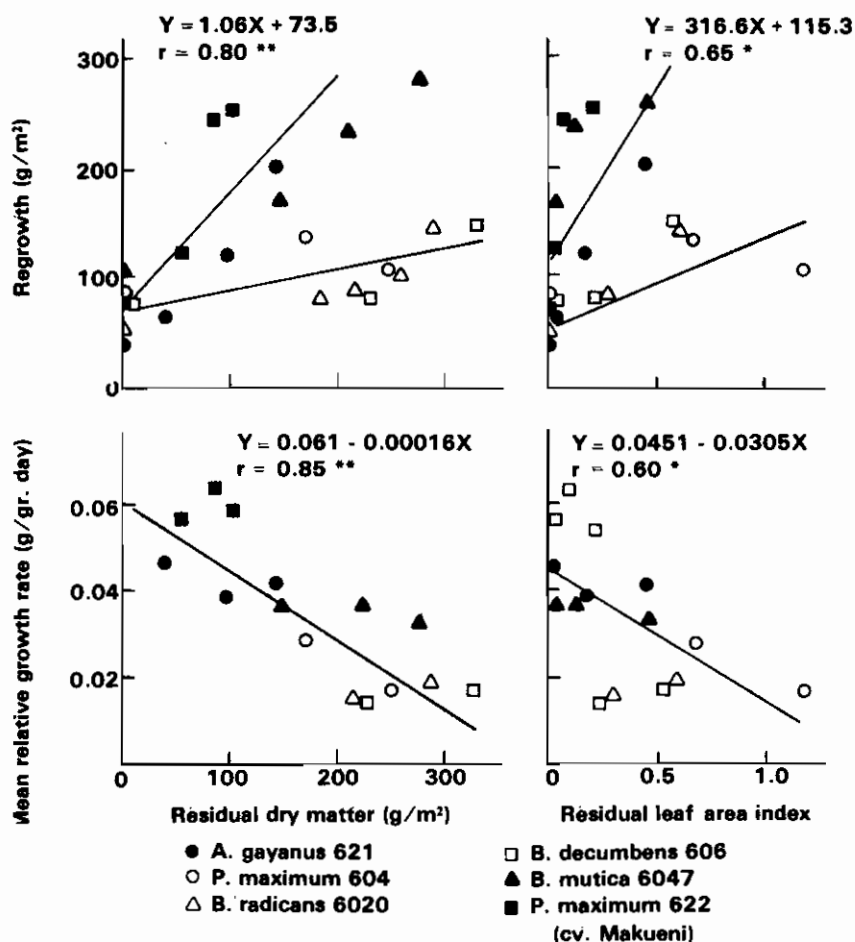 Y = 1.06X + 73.5
r = 0.80 **
Y = 316.6X + 115.3
r = 0.65 *
Regrowth (g/m²)
300
200
100
0
Y = 0.061 - 0.00016X
r = 0.85 **
Y = 0.0451 - 0.0305X
r = 0.60 *
Mean relative growth rate (g/gr. day)
0.06
0.04
0.02
0 100 200 300
0 0.5 1.0
Residual dry matter (g/m²)
Residual leaf area index
● A. gayanus 621
○ P. maximum 604
△ B. radicans 6020
□ B. decumbens 606
▲ B. mutica 6047
■ P. maximum 622
(cv. Makueni)